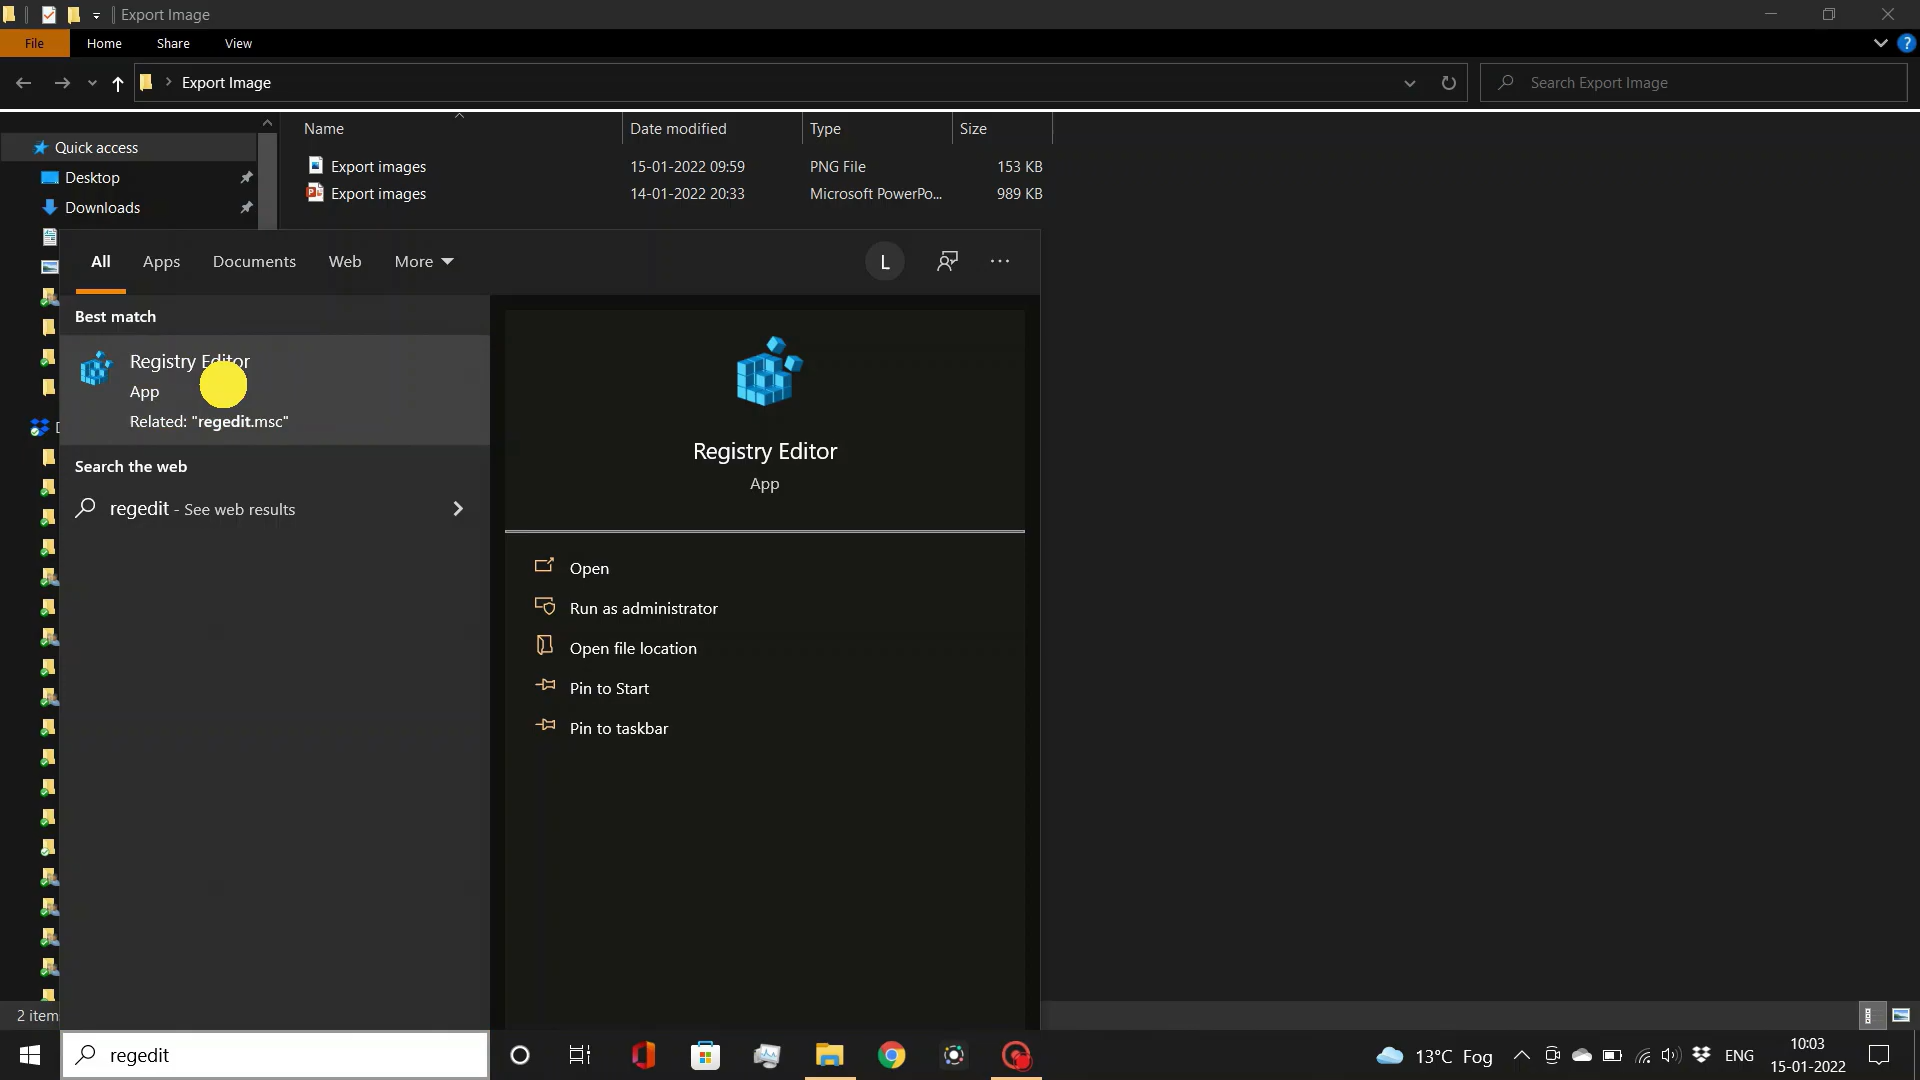 Export Image
File Home Share View
Export Image
Search Export Image
Name Date modified Type Size
Quick access
Desktop
Downloads
Export images 15-01-2022 09:59 PNG File 153 KB
Export images 14-01-2022 20:33 Microsoft PowerPo... 989 KB
All Apps Documents Web More
L
Best match
Registry Editor
App
Related: "regedit.msc"
Search the web
regedit - See web results
Registry Editor
App
Open
Run as administrator
Open file location
Pin to Start
Pin to taskbar
2 item
regedit
13°C Fog
ENG
10:03
15-01-2022